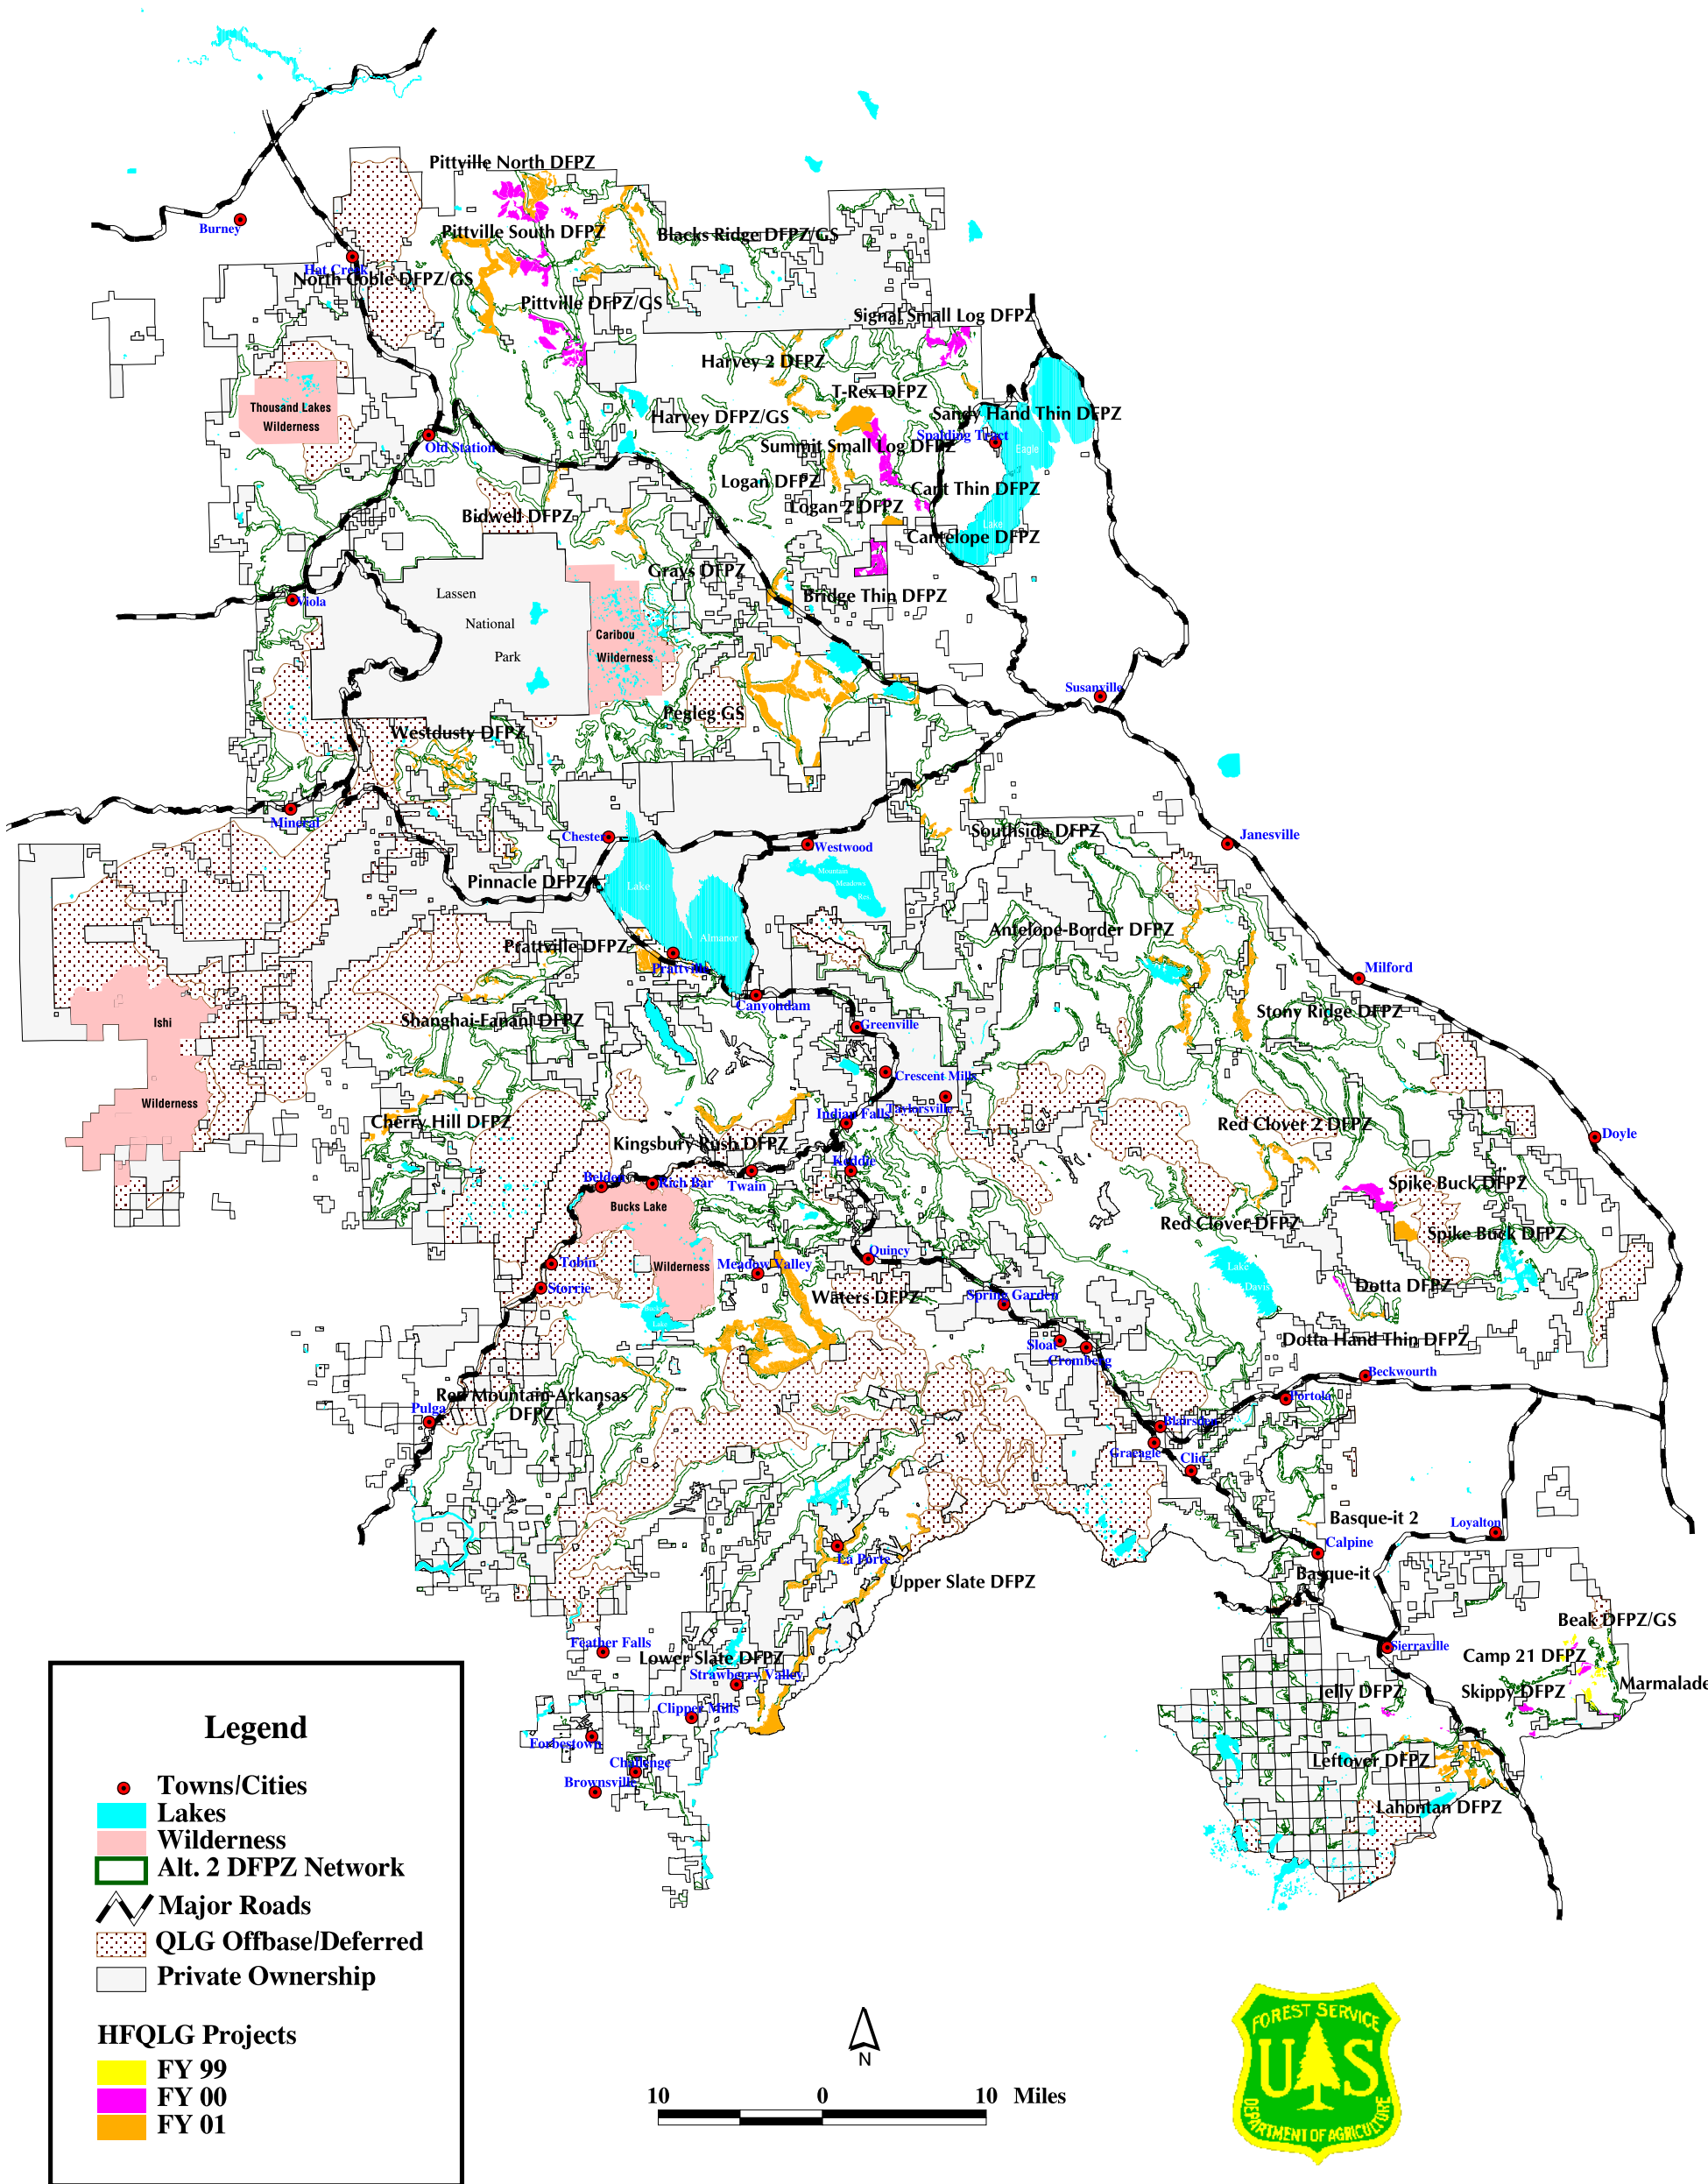 Pittville North DFPZ
Burney
Pittville South DFPZ
Blacks Ridge DFPZ/GS
Hat Creek
North Coble DFPZ/GS
Pittville DFPZ/GS
Signal Small Log DFPZ
Harvey 2 DFPZ
T-Rex DFPZ
Thousand Lakes
Wilderness
Harvey DFPZ/GS
Sandy Hand Thin DFPZ
Spalding Tract
Old Station
Summit Small Log DFPZ
Eagle
Logan DFPZ
Cant Thin DFPZ
Logan 2 DFPZ
Bidwell DFPZ
Lake
Cantelope DFPZ
Grays DFPZ
Lassen
National
Park
Viola
Bridge Thin DFPZ
Caribou
Wilderness
Susanville
Pegleg GS
Westdusty DFPZ
Mineral
Chester
Southside DFPZ
Janesville
Westwood
Mountain
Meadows
Res.
Pinnacle DFPZ
Lake
Almanor
Antelope-Border DFPZ
Prattville DFPZ
Prattville
Milford
Canyondam
Stony Ridge DFPZ
Ishi
Wilderness
Shanghai-Fanani DFPZ
Greenville
Crescent Mills
Taylorsville
Indian Falls
Cherry Hill DFPZ
Red Clover 2 DFPZ
Doyle
Kingsbury Rush DFPZ
Keddie
Belden
Rich Bar
Twain
Spike Buck DFPZ
Bucks Lake
Wilderness
Red Clover DFPZ
Spike Buck DFPZ
Quincy
Tobin
Meadow Valley
Lake
Davis
Storrie
Waters DFPZ
Spring Garden
Dotta DFPZ
Sloat
Cromberg
Dotta Hand Thin DFPZ
Beckwourth
Red Mountain-Arkansas
DFPZ
Portola
Pulga
Blairsden
Graeagle
Clio
Basque-it 2
Loyalton
Calpine
La Porte
Basque-it
Upper Slate DFPZ
Beak DFPZ/GS
Feather Falls
Sierraville
Lower Slate DFPZ
Camp 21 DFPZ
Strawberry Valley
Marmalade
Jelly DFPZ
Skippy DFPZ
Clipper Mills
Forbestown
Challenge
Leftover DFPZ
Brownsville
Lahontan DFPZ
Legend
Towns/Cities
Lakes
Wilderness
Alt. 2 DFPZ Network
Major Roads
QLG Offbase/Deferred
Private Ownership
HFQLG Projects
FY 99
FY 00
FY 01
N
10 0 10 Miles
FOREST SERVICE
U S
DEPARTMENT OF AGRICULTURE